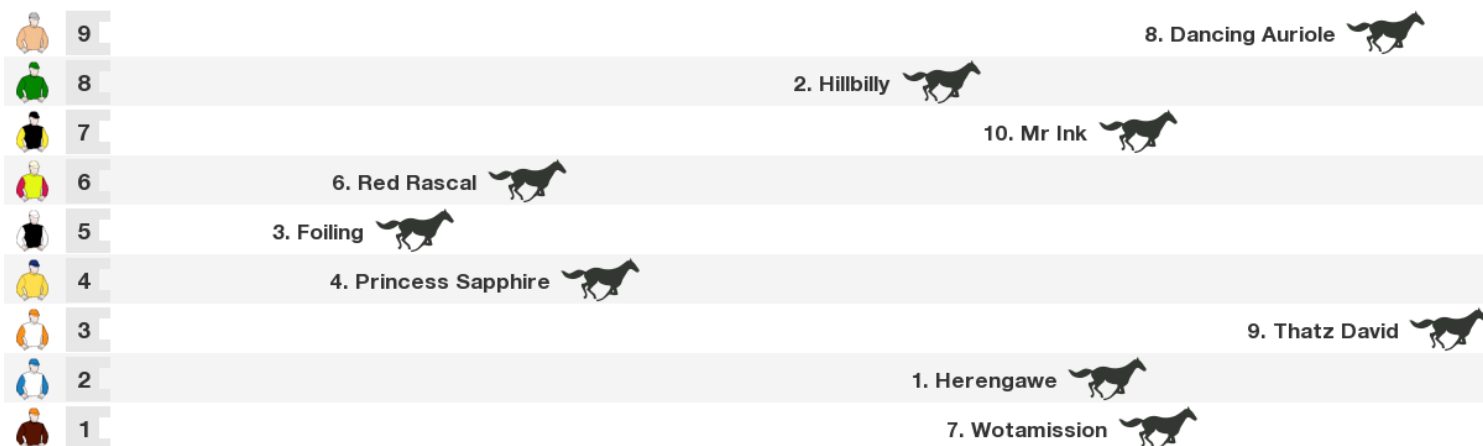 9 8. Dancing Auriole
8 2. Hillbilly
7 10. Mr Ink
6 6. Red Rascal
5 3. Foiling
4 4. Princess Sapphire
3 9. Thatz David
2 1. Herengawe
1 7. Wotamission